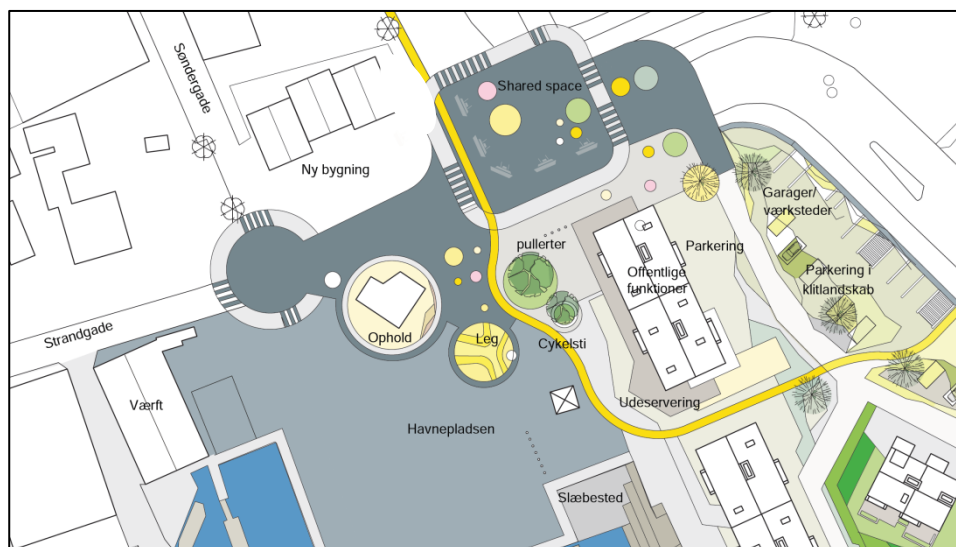 Søndergade
Shared space
Ny bygning
Garager/
værksteder
pullerter
Parkering
Offentlige
funktioner
Parkering i
klitlandskab
Strandgade
Ophold
Leg
Cykelsti
Værft
Udeservering
Havnepladsen
Slæbested